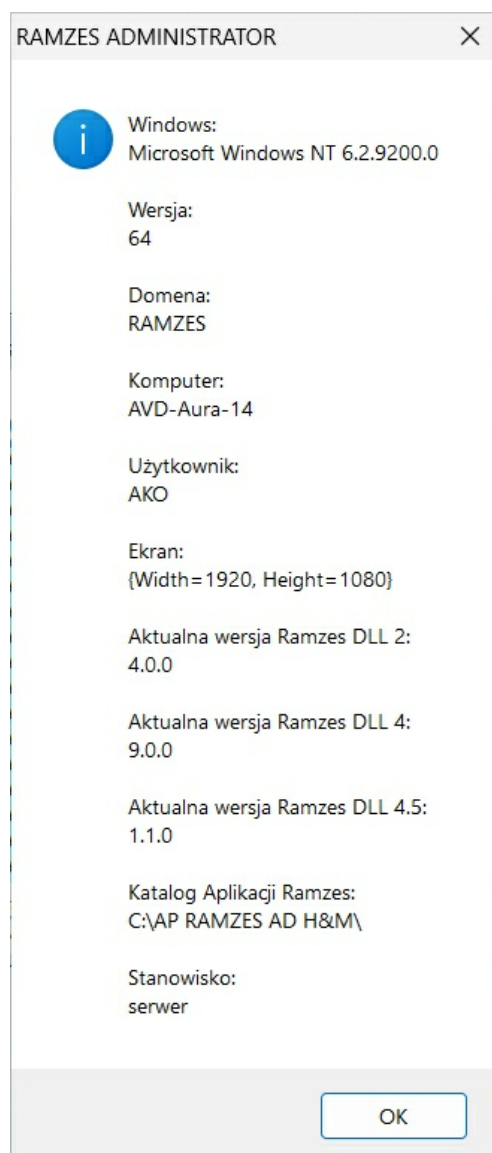 RAMZES ADMINISTRATOR
Windows:
Microsoft Windows NT 6.2.9200.0
Wersja:
64
Domena:
RAMZES
Komputer:
AVD-Aura-14
Użytkownik:
AKO
Ekran:
{Width=1920, Height=1080}
Aktualna wersja Ramzes DLL 2:
4.0.0
Aktualna wersja Ramzes DLL 4:
9.0.0
Aktualna wersja Ramzes DLL 4.5:
1.1.0
Katalog Aplikacji Ramzes:
C:\AP RAMZES AD H&M\
Stanowisko:
serwer
OK